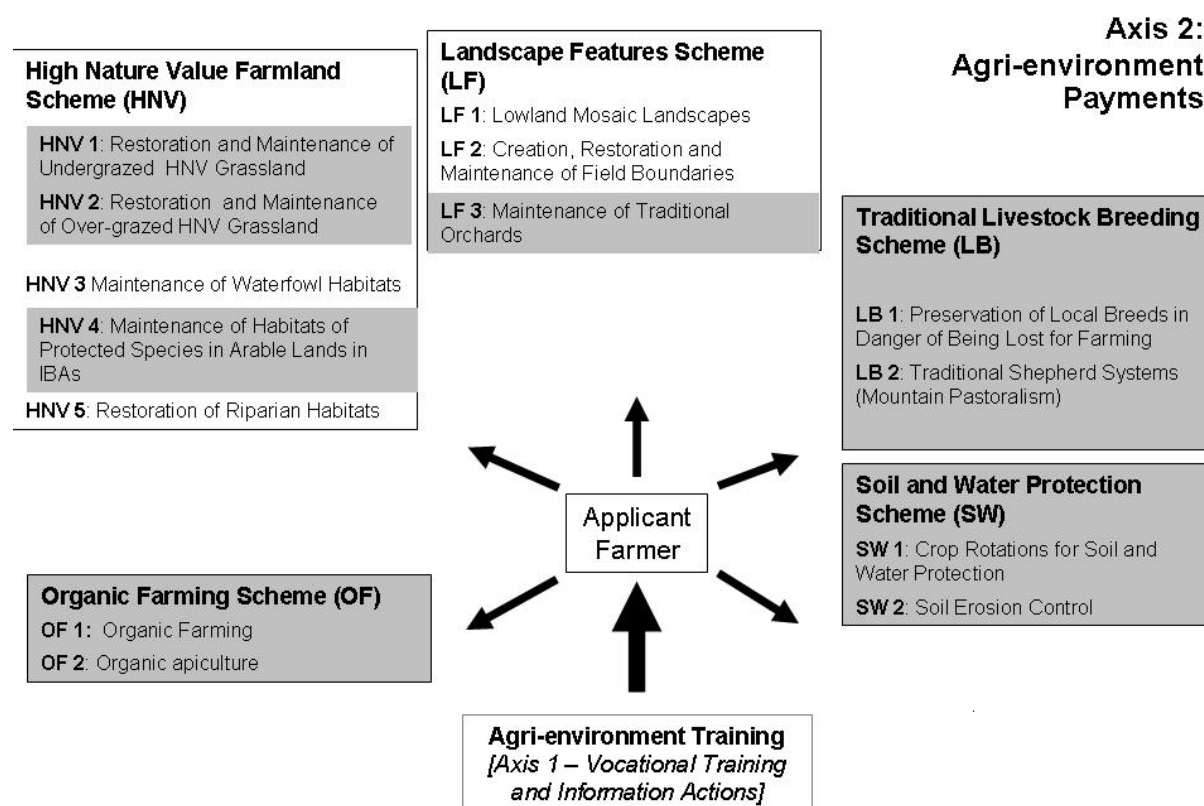 Axis 2:
Agri-environment
Payments
High Nature Value Farmland
Scheme (HNV)
HNV 1: Restoration and Maintenance of
Undergrazed HNV Grassland
HNV 2: Restoration and Maintenance
of Over-grazed HNV Grassland
HNV 3 Maintenance of Waterfowl Habitats
HNV 4: Maintenance of Habitats of
Protected Species in Arable Lands in
IBAs
HNV 5: Restoration of Riparian Habitats
Landscape Features Scheme
(LF)
LF 1: Lowland Mosaic Landscapes
LF 2: Creation, Restoration and
Maintenance of Field Boundaries
LF 3: Maintenance of Traditional
Orchards
Traditional Livestock Breeding
Scheme (LB)
LB 1: Preservation of Local Breeds in
Danger of Being Lost for Farming
LB 2: Traditional Shepherd Systems
(Mountain Pastoralism)
Soil and Water Protection
Scheme (SW)
SW 1: Crop Rotations for Soil and
Water Protection
SW 2: Soil Erosion Control
Applicant
Farmer
Organic Farming Scheme (OF)
OF 1: Organic Farming
OF 2: Organic apiculture
Agri-environment Training
[Axis 1 – Vocational Training
and Information Actions]